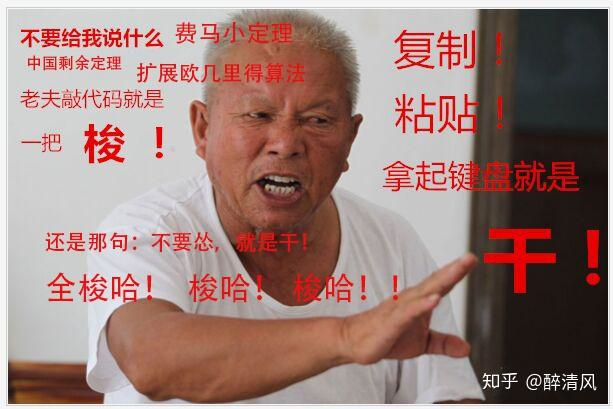 不要给我说什么 费马小定理
中国剩余定理 扩展欧几里得算法
老夫敲代码就是
一把 梭！
复制！
粘贴！
拿起键盘就是
干！
还是那句：不要怂，就是干！
全梭哈！ 梭哈！ 梭哈！！
知乎 @醉清风